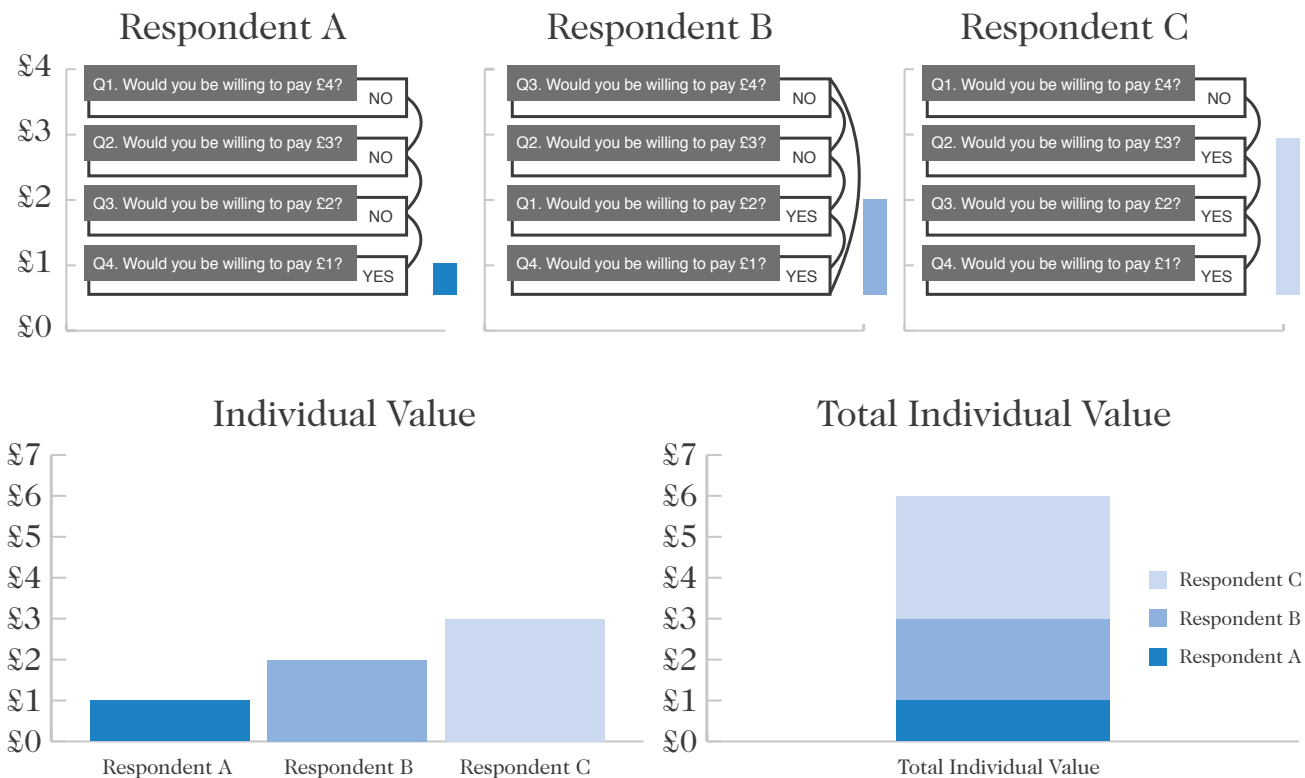 Respondent A
Respondent B
Respondent C
£4
£3
£2
£1
£0
Q1. Would you be willing to pay £4?
NO
Q2. Would you be willing to pay £3?
NO
Q3. Would you be willing to pay £2?
NO
Q4. Would you be willing to pay £1?
YES
Q3. Would you be willing to pay £4?
NO
Q2. Would you be willing to pay £3?
NO
Q1. Would you be willing to pay £2?
YES
Q4. Would you be willing to pay £1?
YES
Q1. Would you be willing to pay £4?
NO
Q2. Would you be willing to pay £3?
YES
Q3. Would you be willing to pay £2?
YES
Q4. Would you be willing to pay £1?
YES
Individual Value
£7
£6
£5
£4
£3
£2
£1
£0
Respondent A
Respondent B
Respondent C
Total Individual Value
£7
£6
£5
£4
£3
£2
£1
£0
Total Individual Value
Respondent C
Respondent B
Respondent A